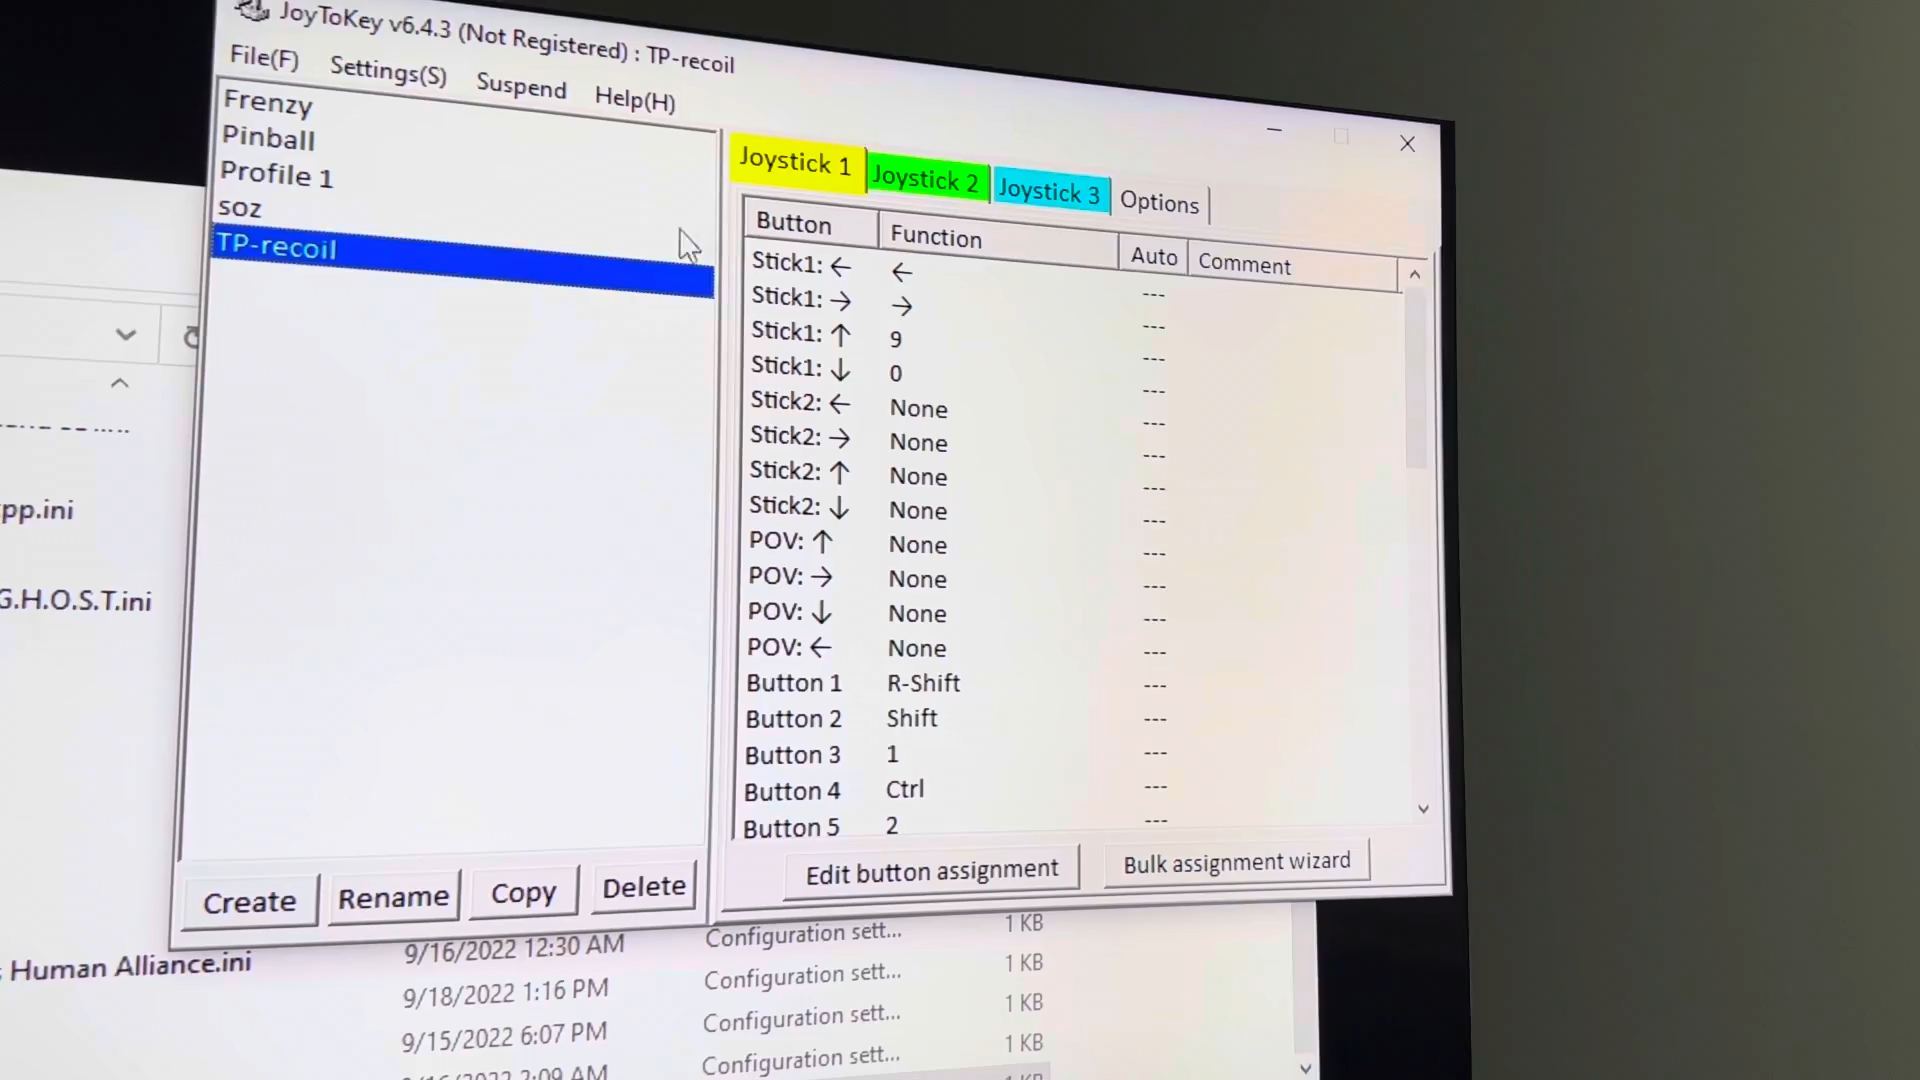 JoyToKey v6.4.3 (Not Registered) : TP-recoil
File(F) Settings(S) Suspend Help(H)
Frenzy
Pinball
Profile 1
soz
TP-recoil
Joystick 1 Joystick 2 Joystick 3 Options
Button Function Auto Comment
Stick1: ← ← ---
Stick1: → → ---
Stick1: ↑ 9 ---
Stick1: ↓ 0 ---
Stick2: ← None ---
Stick2: → None ---
Stick2: ↑ None ---
Stick2: ↓ None ---
POV: ↑ None ---
POV: → None ---
POV: ↓ None ---
POV: ← None ---
Button 1 R-Shift ---
Button 2 Shift ---
Button 3 1 ---
Button 4 Ctrl ---
Button 5 2 ---
Edit button assignment Bulk assignment wizard
Create Rename Copy Delete
pp.ini
G.H.O.S.T.ini
Human Alliance.ini
9/16/2022 12:30 AM Configuration sett... 1 KB
9/18/2022 1:16 PM Configuration sett... 1 KB
9/15/2022 6:07 PM Configuration sett... 1 KB
2:09 AM Configuration sett... 1 KB